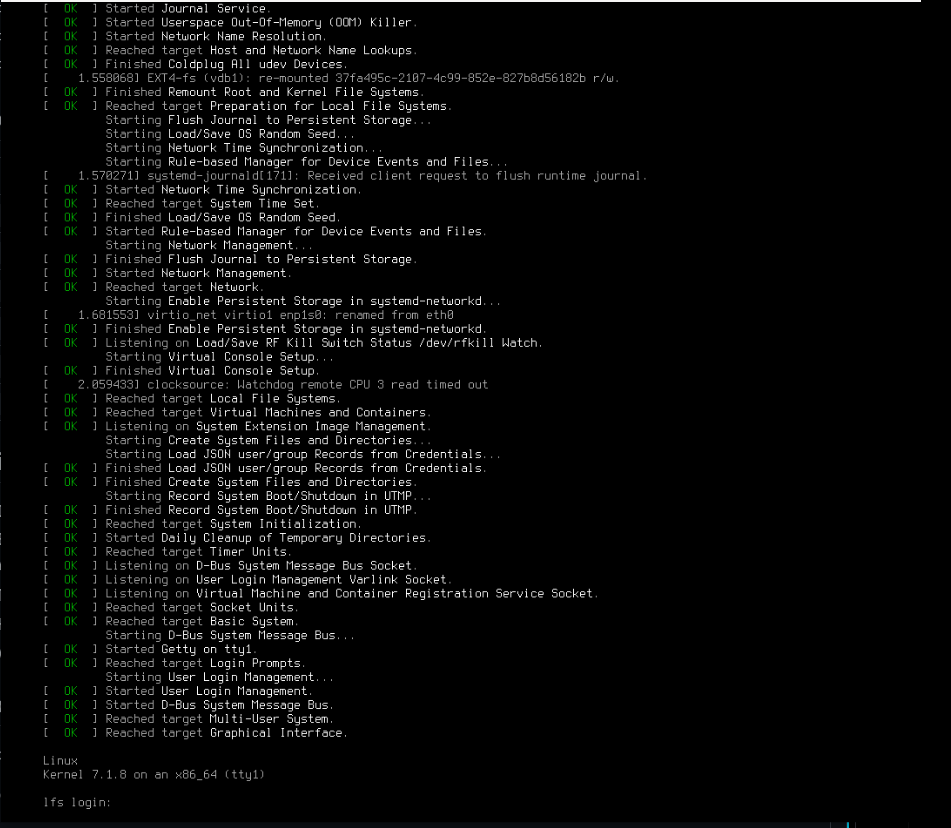 [  OK  ] Started Journal Service.
[  OK  ] Started Userspace Out-Of-Memory (OOM) Killer.
[  OK  ] Started Network Name Resolution.
[  OK  ] Reached target Host and Network Name Lookups.
[  OK  ] Finished Coldplug All udev Devices.
[    1.558068] EXT4-fs (vdb1): re-mounted 37fa495c-2107-4c99-852e-827b8d56182b r/w.
[  OK  ] Finished Remount Root and Kernel File Systems.
[  OK  ] Reached target Preparation for Local File Systems.
Starting Flush Journal to Persistent Storage...
Starting Load/Save OS Random Seed...
Starting Network Time Synchronization...
Starting Rule-based Manager for Device Events and Files...
[    1.570271] systemd-journald[171]: Received client request to flush runtime journal.
[  OK  ] Started Network Time Synchronization.
[  OK  ] Reached target System Time Set.
[  OK  ] Finished Load/Save OS Random Seed.
[  OK  ] Started Rule-based Manager for Device Events and Files.
Starting Network Management...
[  OK  ] Finished Flush Journal to Persistent Storage.
[  OK  ] Started Network Management.
[  OK  ] Reached target Network.
Starting Enable Persistent Storage in systemd-networkd...
[    1.681553] virtio_net virtio1 enp1s0: renamed from eth0
[  OK  ] Finished Enable Persistent Storage in systemd-networkd.
[  OK  ] Listening on Load/Save RF Kill Switch Status /dev/rfkill Watch.
Starting Virtual Console Setup...
[  OK  ] Finished Virtual Console Setup.
[    2.059433] clocksource: Watchdog remote CPU 3 read timed out
[  OK  ] Reached target Local File Systems.
[  OK  ] Reached target Virtual Machines and Containers.
[  OK  ] Listening on System Extension Image Management.
Starting Create System Files and Directories...
Starting Load JSON user/group Records from Credentials...
[  OK  ] Finished Load JSON user/group Records from Credentials.
[  OK  ] Finished Create System Files and Directories.
Starting Record System Boot/Shutdown in UTMP...
[  OK  ] Finished Record System Boot/Shutdown in UTMP.
[  OK  ] Reached target System Initialization.
[  OK  ] Started Daily Cleanup of Temporary Directories.
[  OK  ] Reached target Timer Units.
[  OK  ] Listening on D-Bus System Message Bus Socket.
[  OK  ] Listening on User Login Management Varlink Socket.
[  OK  ] Listening on Virtual Machine and Container Registration Service Socket.
[  OK  ] Reached target Socket Units.
[  OK  ] Reached target Basic System.
Starting D-Bus System Message Bus...
[  OK  ] Started Getty on tty1.
[  OK  ] Reached target Login Prompts.
Starting User Login Management...
[  OK  ] Started User Login Management.
[  OK  ] Started D-Bus System Message Bus.
[  OK  ] Reached target Multi-User System.
[  OK  ] Reached target Graphical Interface.
Linux
Kernel 7.1.8 on an x86_64 (tty1)
lfs login: